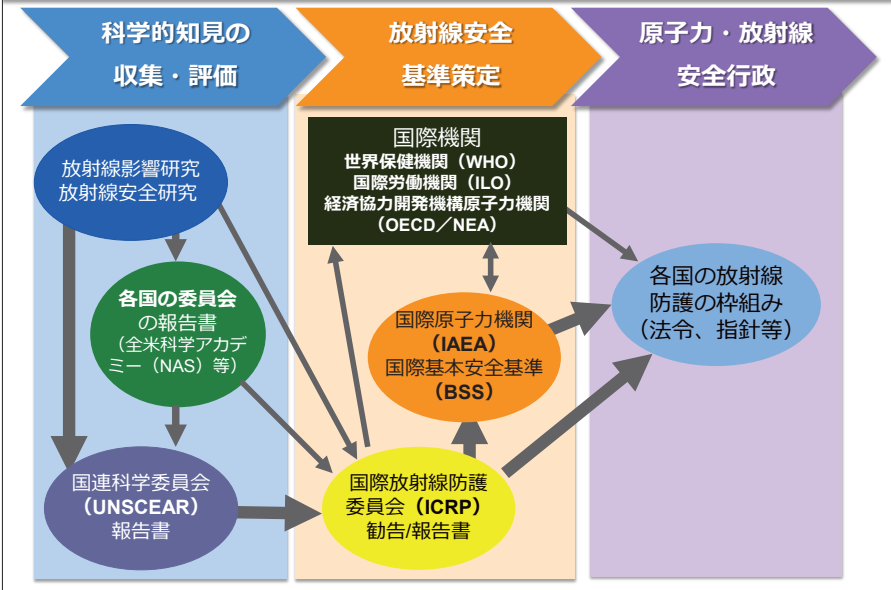 科学的知見の
収集・評価
放射線安全
基準策定
原子力・放射線
安全行政
放射線影響研究
放射線安全研究
各国の委員会
の報告書
（全米科学アカデ
ミー（NAS）等）
国連科学委員会
（UNSCEAR）
報告書
国際機関
世界保健機関（WHO）
国際労働機関（ILO）
経済協力開発機構原子力機関
（OECD／NEA）
国際原子力機関
（IAEA）
国際基本安全基準
（BSS）
国際放射線防護
委員会（ICRP）
勧告/報告書
各国の放射線
防護の枠組み
（法令、指針等）